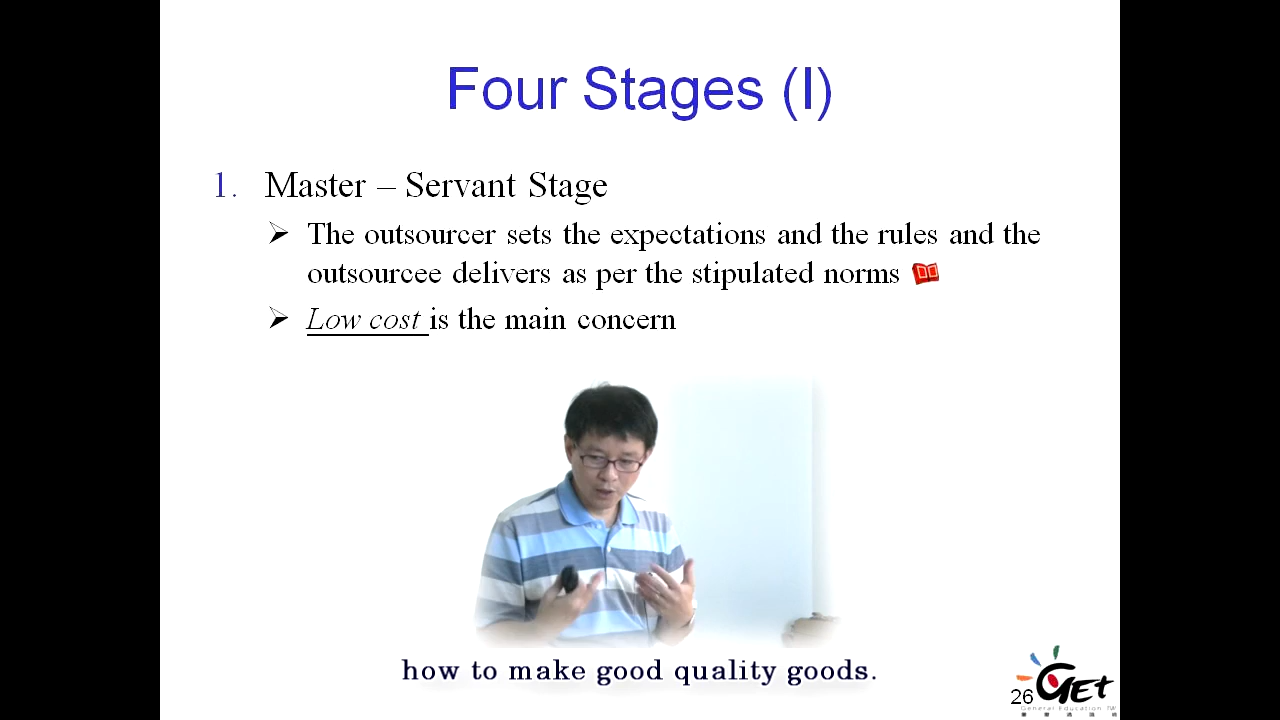 Four Stages (I)
1. Master – Servant Stage
➢ The outsourcer sets the expectations and the rules and the
outsourcee delivers as per the stipulated norms
➢ Low cost is the main concern
how to make good quality goods.
26
GET
General Education TW